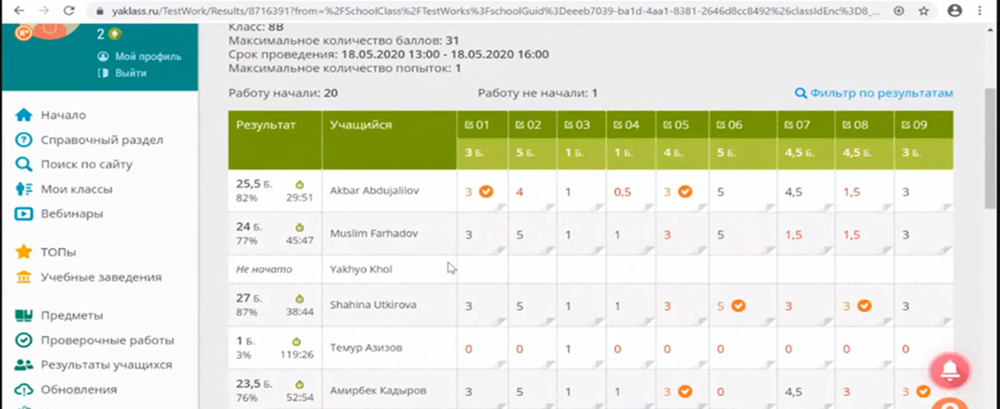 yaklass.ru/TestWork/Results/8716391?from=%2FSchoolClass%2FTestWorks%3FschoolGuid%3Deeeb7039-ba1d-4aa1-8381-2646d8cc8492%26classIdEnc%3D8_...
Я+
2
Мой профиль
Выйти
Начало
Справочный раздел
Поиск по сайту
Мои классы
Вебинары
ТОПы
Учебные заведения
Предметы
Проверочные работы
Результаты учащихся
Обновления
Класс: 8В
Максимальное количество баллов: 31
Срок проведения: 18.05.2020 13:00 - 18.05.2020 16:00
Максимальное количество попыток: 1
Работу начали: 20 Работу не начали: 1 Фильтр по результатам
Результат Учащийся 01 02 03 04 05 06 07 08 09
3 Б. 5 Б. 1 Б. 1 Б. 4 Б. 5 Б. 4,5 Б. 4,5 Б. 3 Б.
25,5 Б. 82% 29:51 Akbar Abdujalilov 3 4 1 0,5 3 5 4,5 1,5 3
24 Б. 77% 45:47 Muslim Farhadov 3 5 1 1 3 5 1,5 1,5 3
Не начато Yakhyo Khol
27 Б. 87% 38:44 Shahina Utkirova 3 5 1 1 3 5 3 3 3
1 Б. 3% 119:26 Темур Азизов 0 0 1 0 0 0 0 0 0
23,5 Б. 76% 52:54 Амирбек Кадыров 3 5 1 1 3 0 4,5 3 3